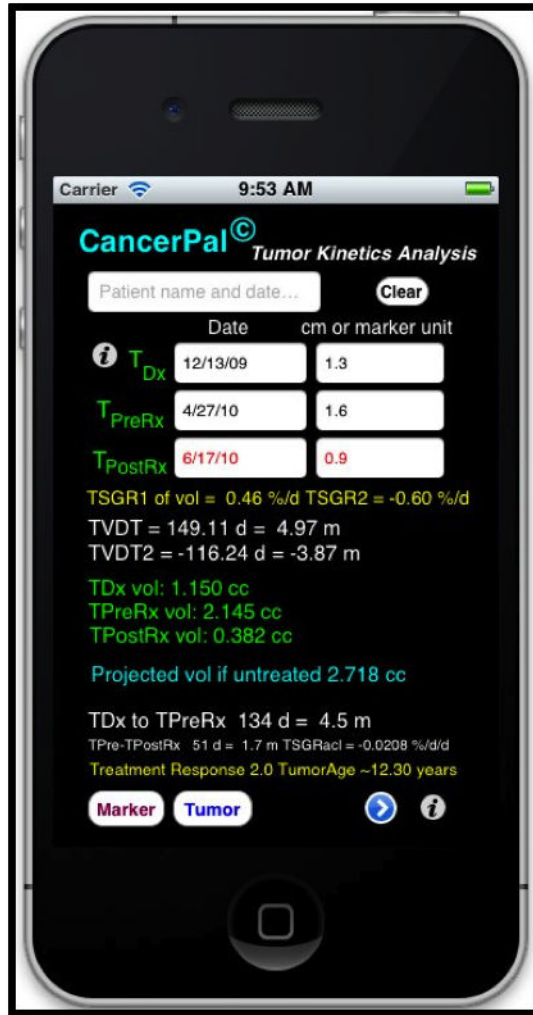 Carrier 9:53 AM
CancerPal©
Tumor Kinetics Analysis
Patient name and date... Clear
Date cm or marker unit
i TDx 12/13/09 1.3
TPreRx 4/27/10 1.6
TPostRx 6/17/10 0.9
TSGR1 of vol = 0.46 %/d TSGR2 = -0.60 %/d
TVDT = 149.11 d = 4.97 m
TVDT2 = -116.24 d = -3.87 m
TDx vol: 1.150 cc
TPreRx vol: 2.145 cc
TPostRx vol: 0.382 cc
Projected vol if untreated 2.718 cc
TDx to TPreRx 134 d = 4.5 m
TPre-TPostRx 51 d = 1.7 m TSGRacl = -0.0208 %/d/d
Treatment Response 2.0 TumorAge ~12.30 years
Marker Tumor i